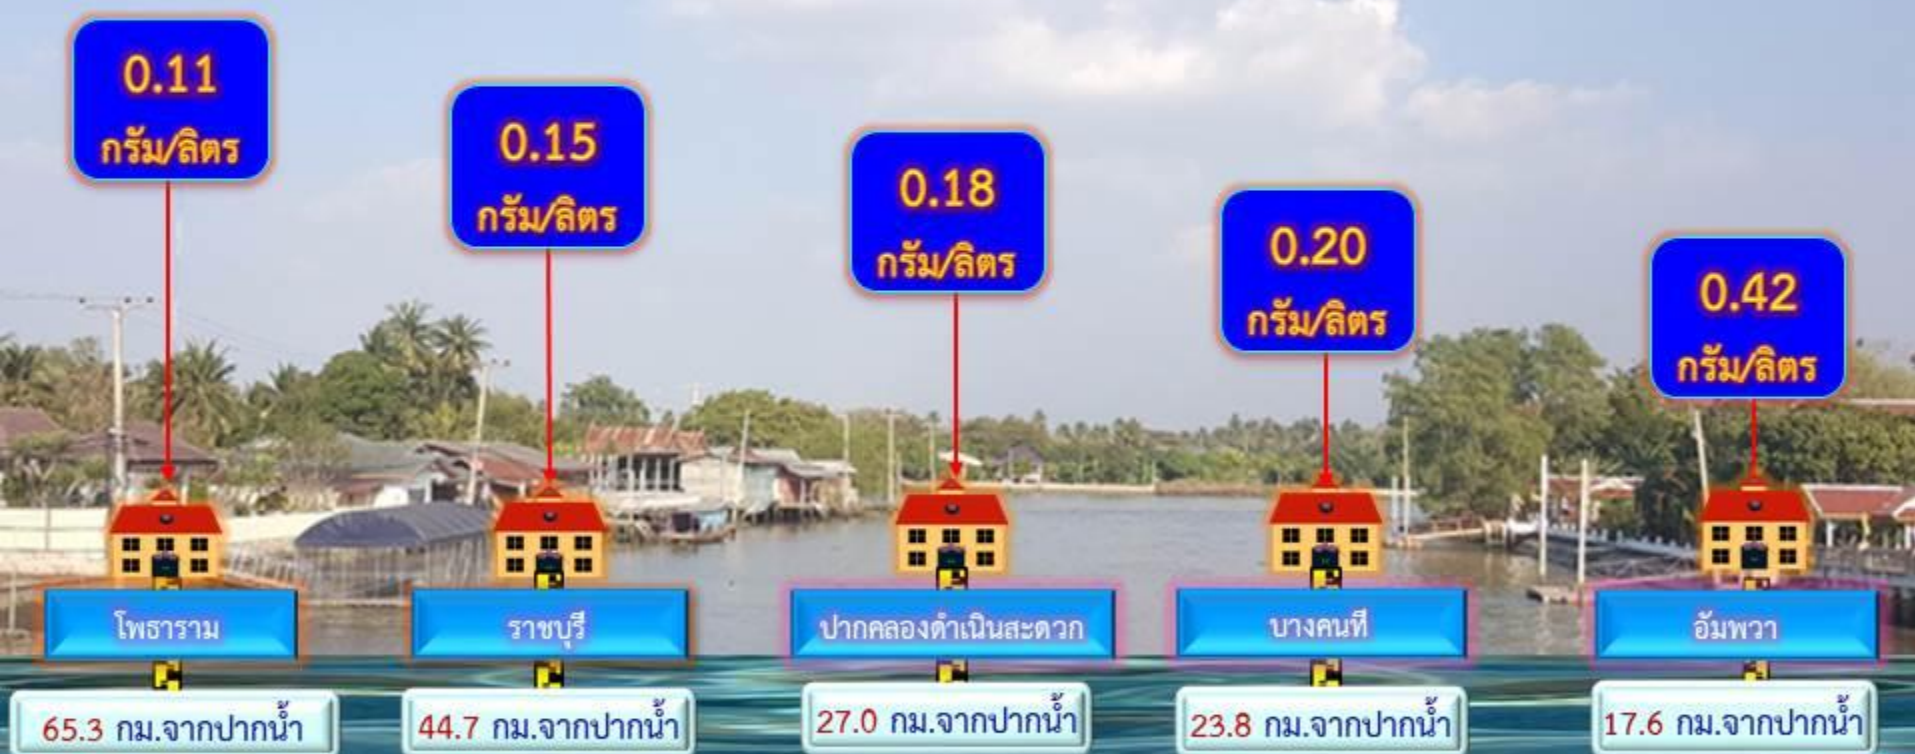 0.11
กรัม/ลิตร
0.15
กรัม/ลิตร
0.18
กรัม/ลิตร
0.20
กรัม/ลิตร
0.42
กรัม/ลิตร
โพธาราม
ราชบุรี
ปากคลองดำเนินสะดวก
บางคนที
อัมพวา
65.3 กม.จากปากน้ำ
44.7 กม.จากปากน้ำ
27.0 กม.จากปากน้ำ
23.8 กม.จากปากน้ำ
17.6 กม.จากปากน้ำ